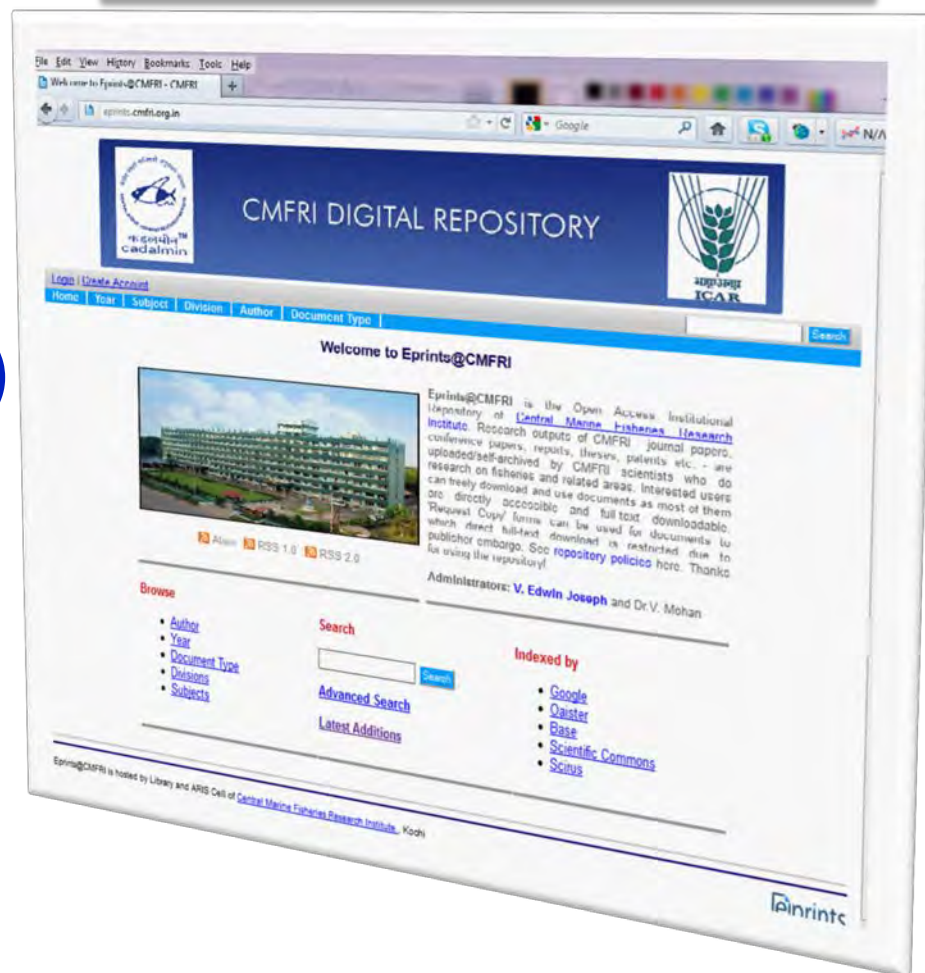 File Edit View History Bookmarks Tools Help
Welcome to Eprints@CMFRI - CMFRI
eprints.cmfri.org.in
Google
N/A
कडलमीन™
cadalmin
CMFRI DIGITAL REPOSITORY
ICAR
Login | Create Account
Home | Year | Subject | Division | Author | Document Type |
Search
Welcome to Eprints@CMFRI
Eprints@CMFRI is the Open Access Institutional
Repository of Central Marine Fisheries Research
Institute. Research outputs of CMFRI journal papers,
conference papers, reports, theses, patents etc. - are
uploaded/self-archived by CMFRI scientists who do
research on fisheries and related areas. Interested users
can freely download and use documents as most of them
are directly accessible and full-text downloadable.
'Request Copy' forms can be used for documents to
which direct full-text download is restricted due to
publisher embargo. See repository policies here. Thanks
for using the repository!
Administrators: V. Edwin Joseph and Dr.V. Mohan
Atom RSS 1.0 RSS 2.0
Browse
Author
Year
Document Type
Divisions
Subjects
Search
Search
Advanced Search
Latest Additions
Indexed by
Google
Oaister
Base
Scientific Commons
Scirus
Eprints@CMFRI is hosted by Library and ARIS Cell of Central Marine Fisheries Research Institute , Kochi